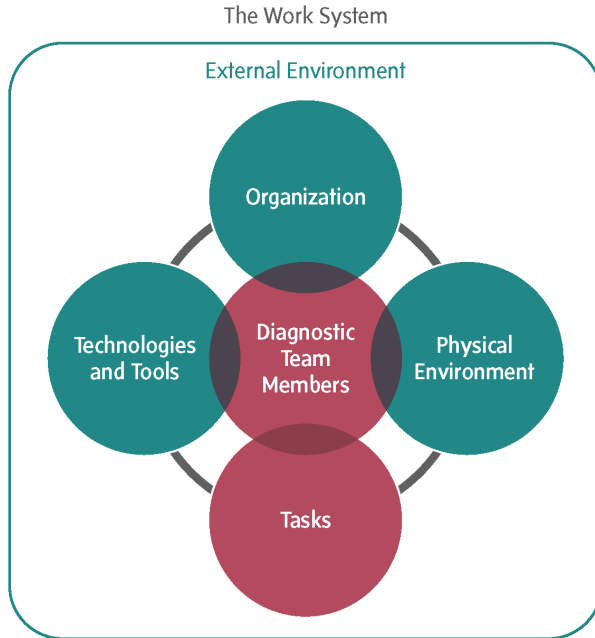 The Work System
External Environment
Organization
Technologies
and Tools
Diagnostic
Team
Members
Physical
Environment
Tasks